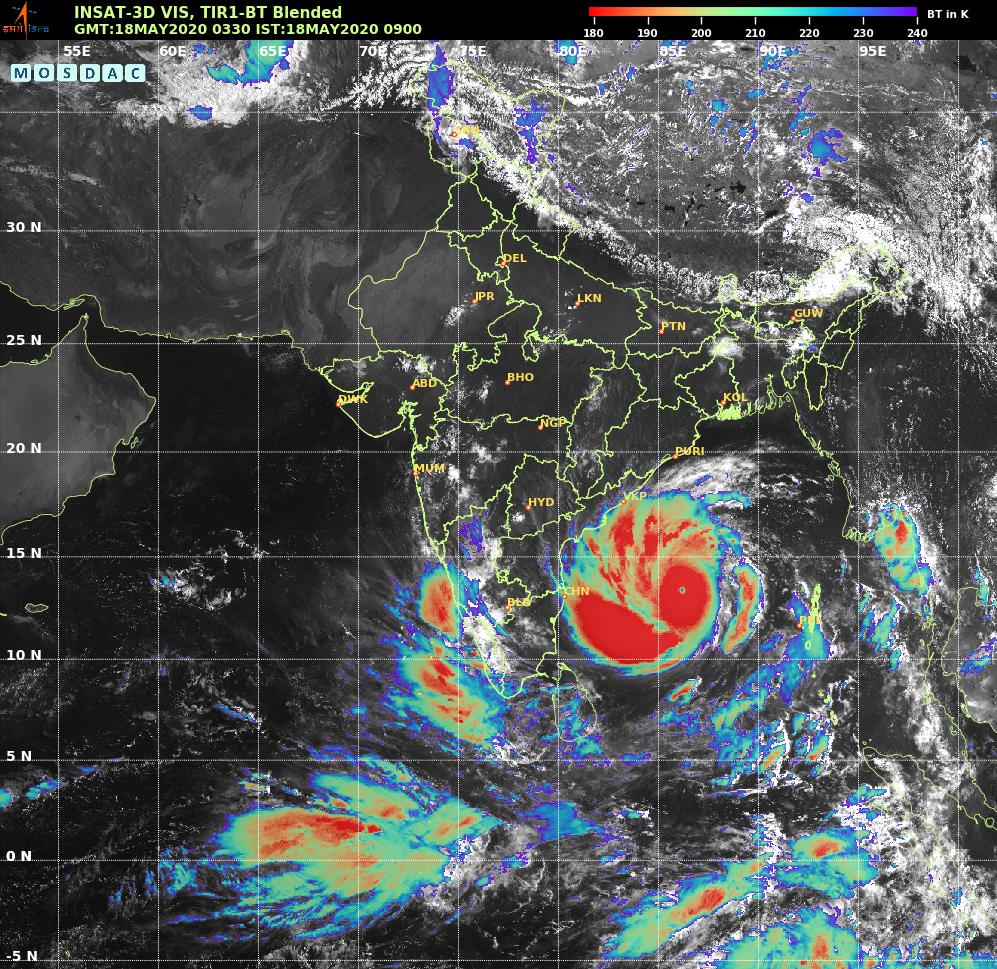 INSAT-3D VIS, TIR1-BT Blended
GMT:18MAY2020 0330 IST:18MAY2020 0900
BT in K
180 190 200 210 220 230 240
55E 60E 65E 70E 75E 80E 85E 90E 95E
MOSDAC
30 N
DEL
JPR
LKN
GUW
PTN
25 N
BHO
ABD
DWK
KOL
NGP
20 N
PURI
MUM
VKP
HYD
15 N
CHN
BLR
10 N
5 N
0 N
-5 N